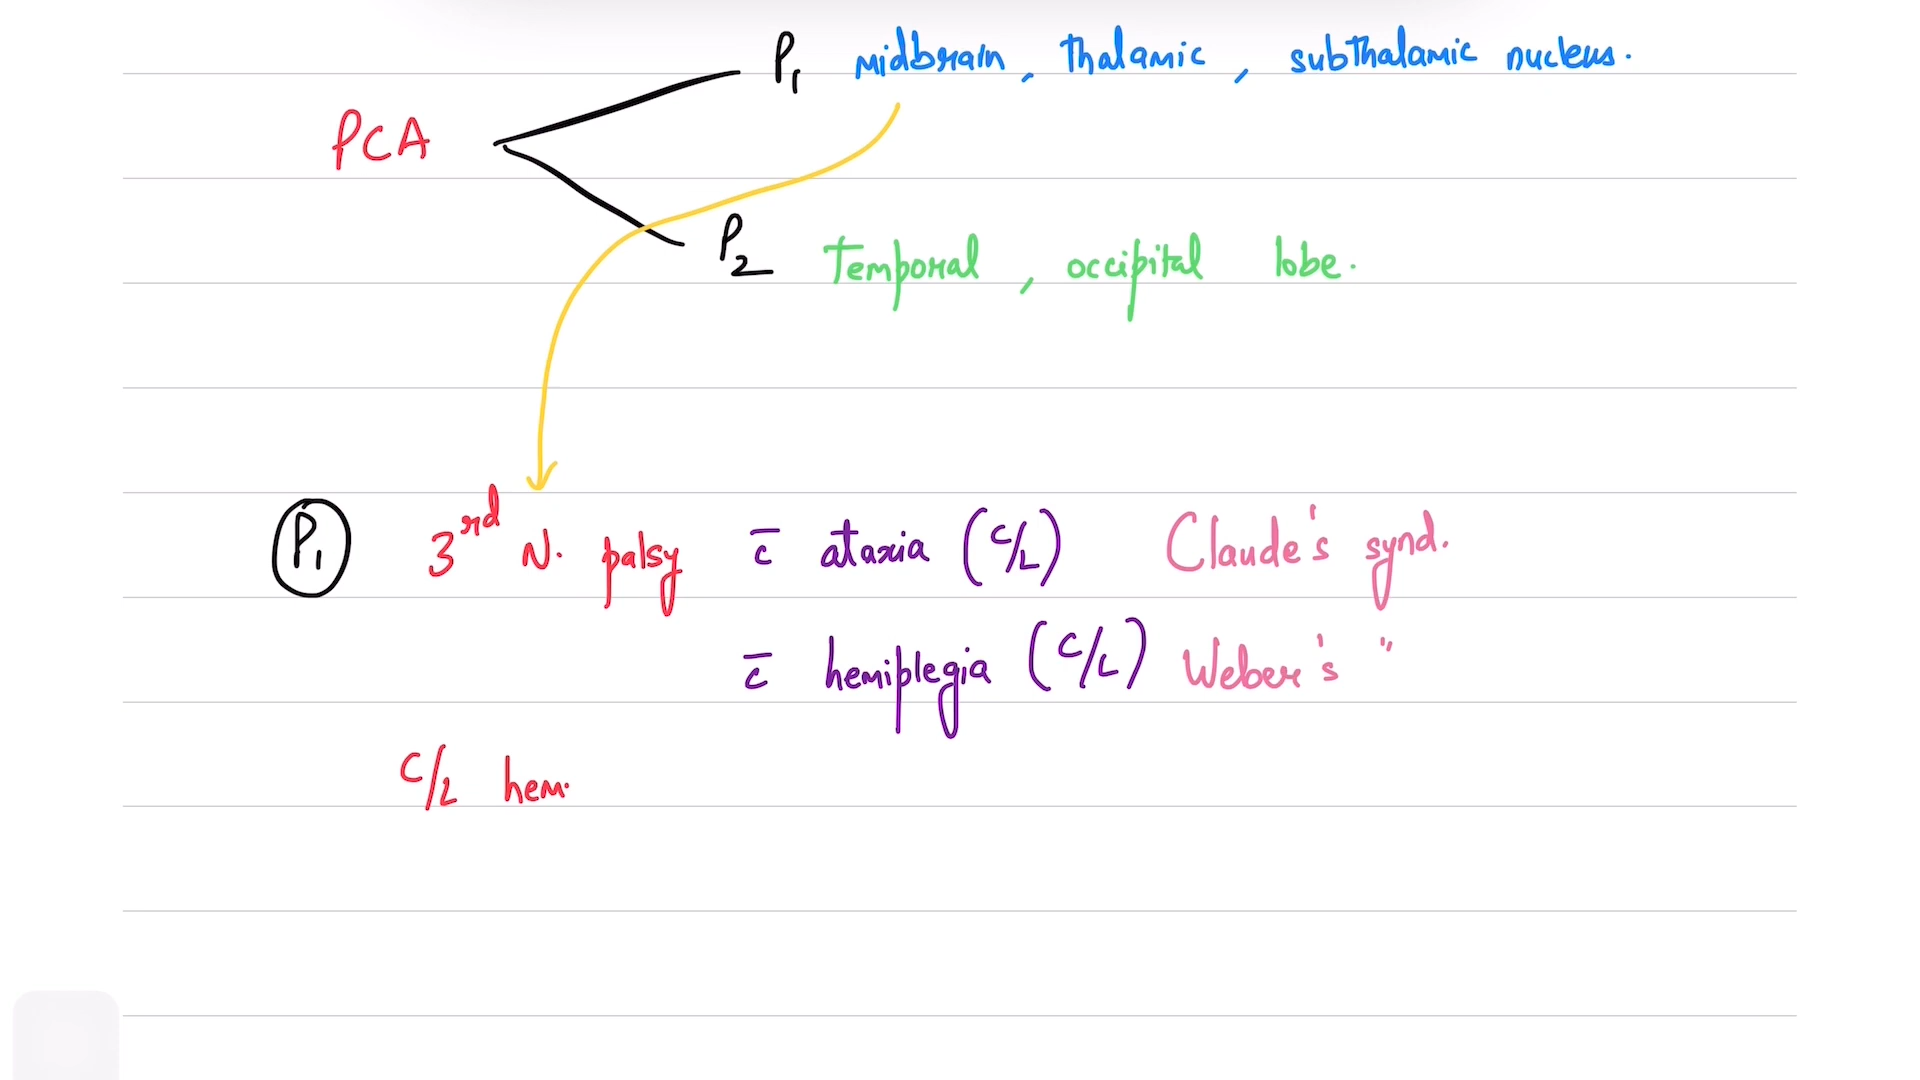 P1 midbrain, thalamic, subthalamic nucleus.
PCA
P2 Temporal, occipital lobe.
P1 3rd N. palsy c̄ ataxia (C/L) Claude's synd.
c̄ hemiplegia (C/L) Weber's "
C/L hem.